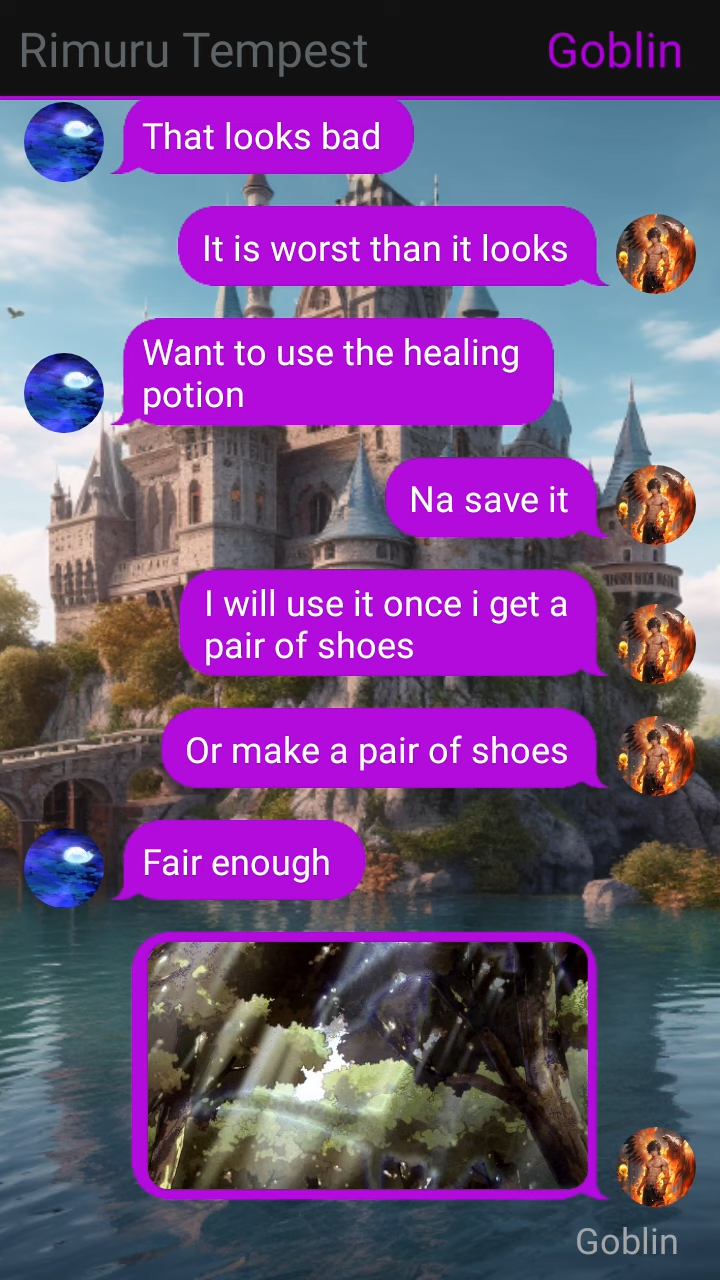 Rimuru Tempest
Goblin
That looks bad
It is worst than it looks
Want to use the healing
potion
Na save it
I will use it once i get a
pair of shoes
Or make a pair of shoes
Fair enough
Goblin